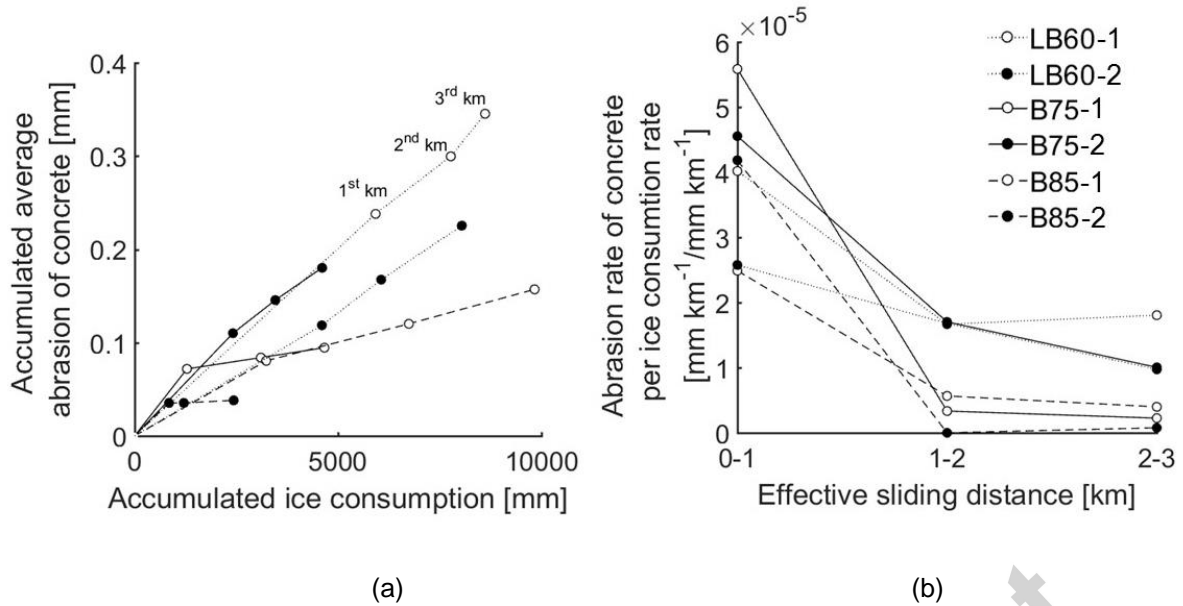 Accumulated average
abrasion of concrete [mm]
0.4
0.3
0.2
0.1
0
1st km
2nd km
3rd km
0
5000
10000
Accumulated ice consumption [mm]
(a)
Abrasion rate of concrete
per ice consumtion rate
[mm km-1/mm km-1]
×10-5
6
5
4
3
2
1
0
LB60-1
LB60-2
B75-1
B75-2
B85-1
B85-2
0-1
1-2
2-3
Effective sliding distance [km]
(b)